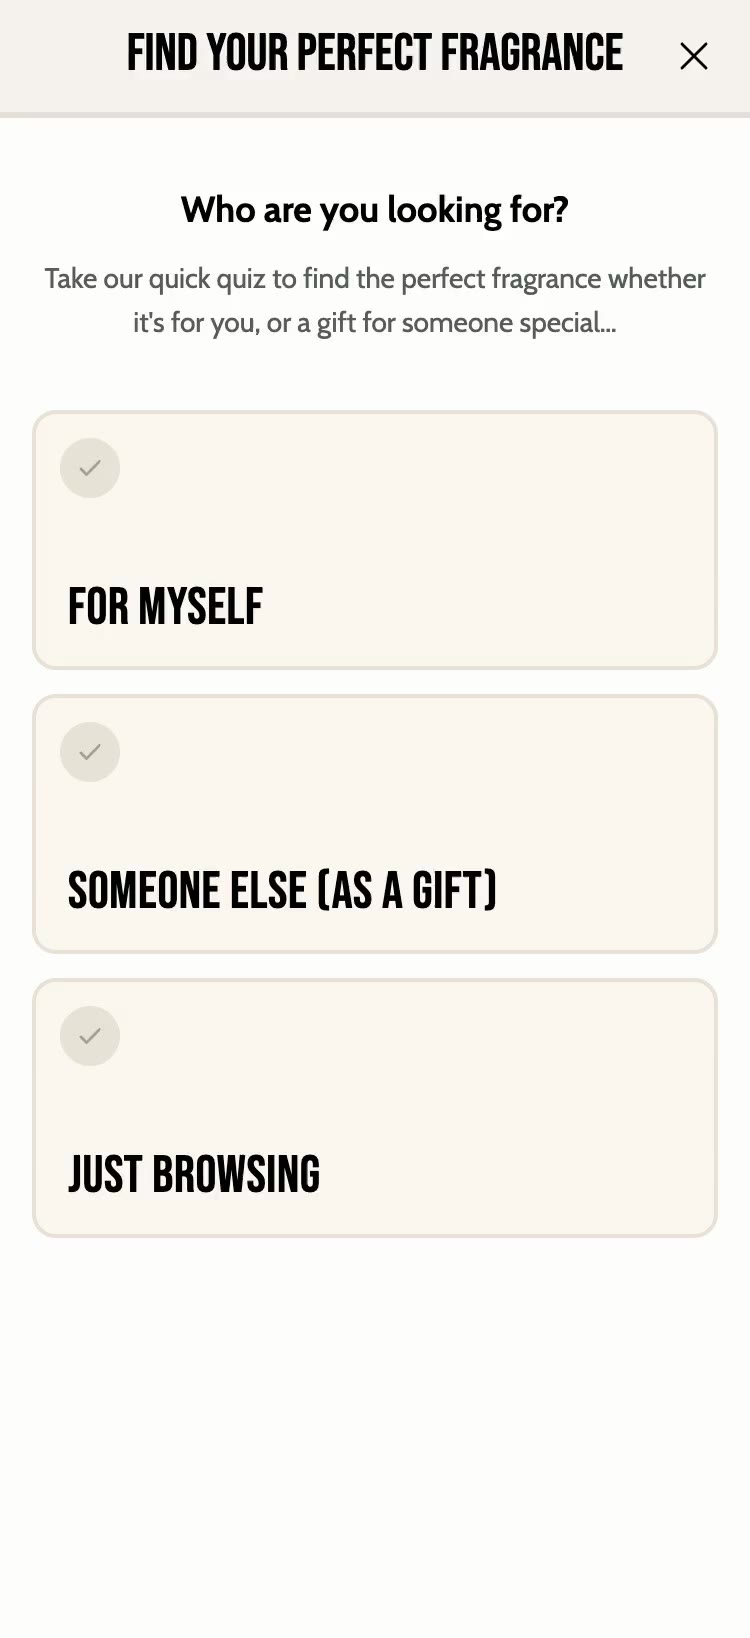 FIND YOUR PERFECT FRAGRANCE
Who are you looking for?
Take our quick quiz to find the perfect fragrance whether
it's for you, or a gift for someone special...
FOR MYSELF
SOMEONE ELSE (AS A GIFT)
JUST BROWSING